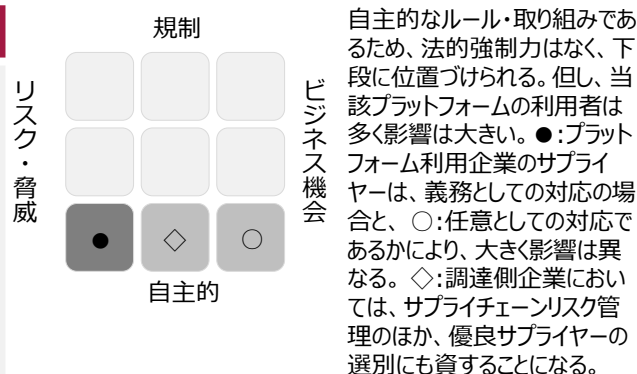 規制
リスク・脅威
ビジネス機会
● ◇ ○
自主的
自主的なルール・取り組みであ
るため、法的強制力はなく、下
段に位置づけられる。但し、当
該プラットフォームの利用者は
多く影響は大きい。●:プラット
フォーム利用企業のサプライ
ヤーは、義務としての対応の場
合と、○:任意としての対応で
あるかにより、大きく影響は異
なる。◇:調達側企業におい
ては、サプライチェーンリスク管
理のほか、優良サプライヤーの
選別にも資することになる。